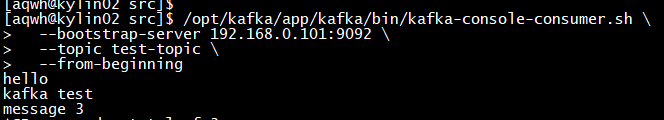 [aqwh@kylin02 src]$
[aqwh@kylin02 src]$ /opt/kafka/app/kafka/bin/kafka-console-consumer.sh \
>   --bootstrap-server 192.168.0.101:9092 \
>   --topic test-topic \
>   --from-beginning
hello
kafka test
message 3